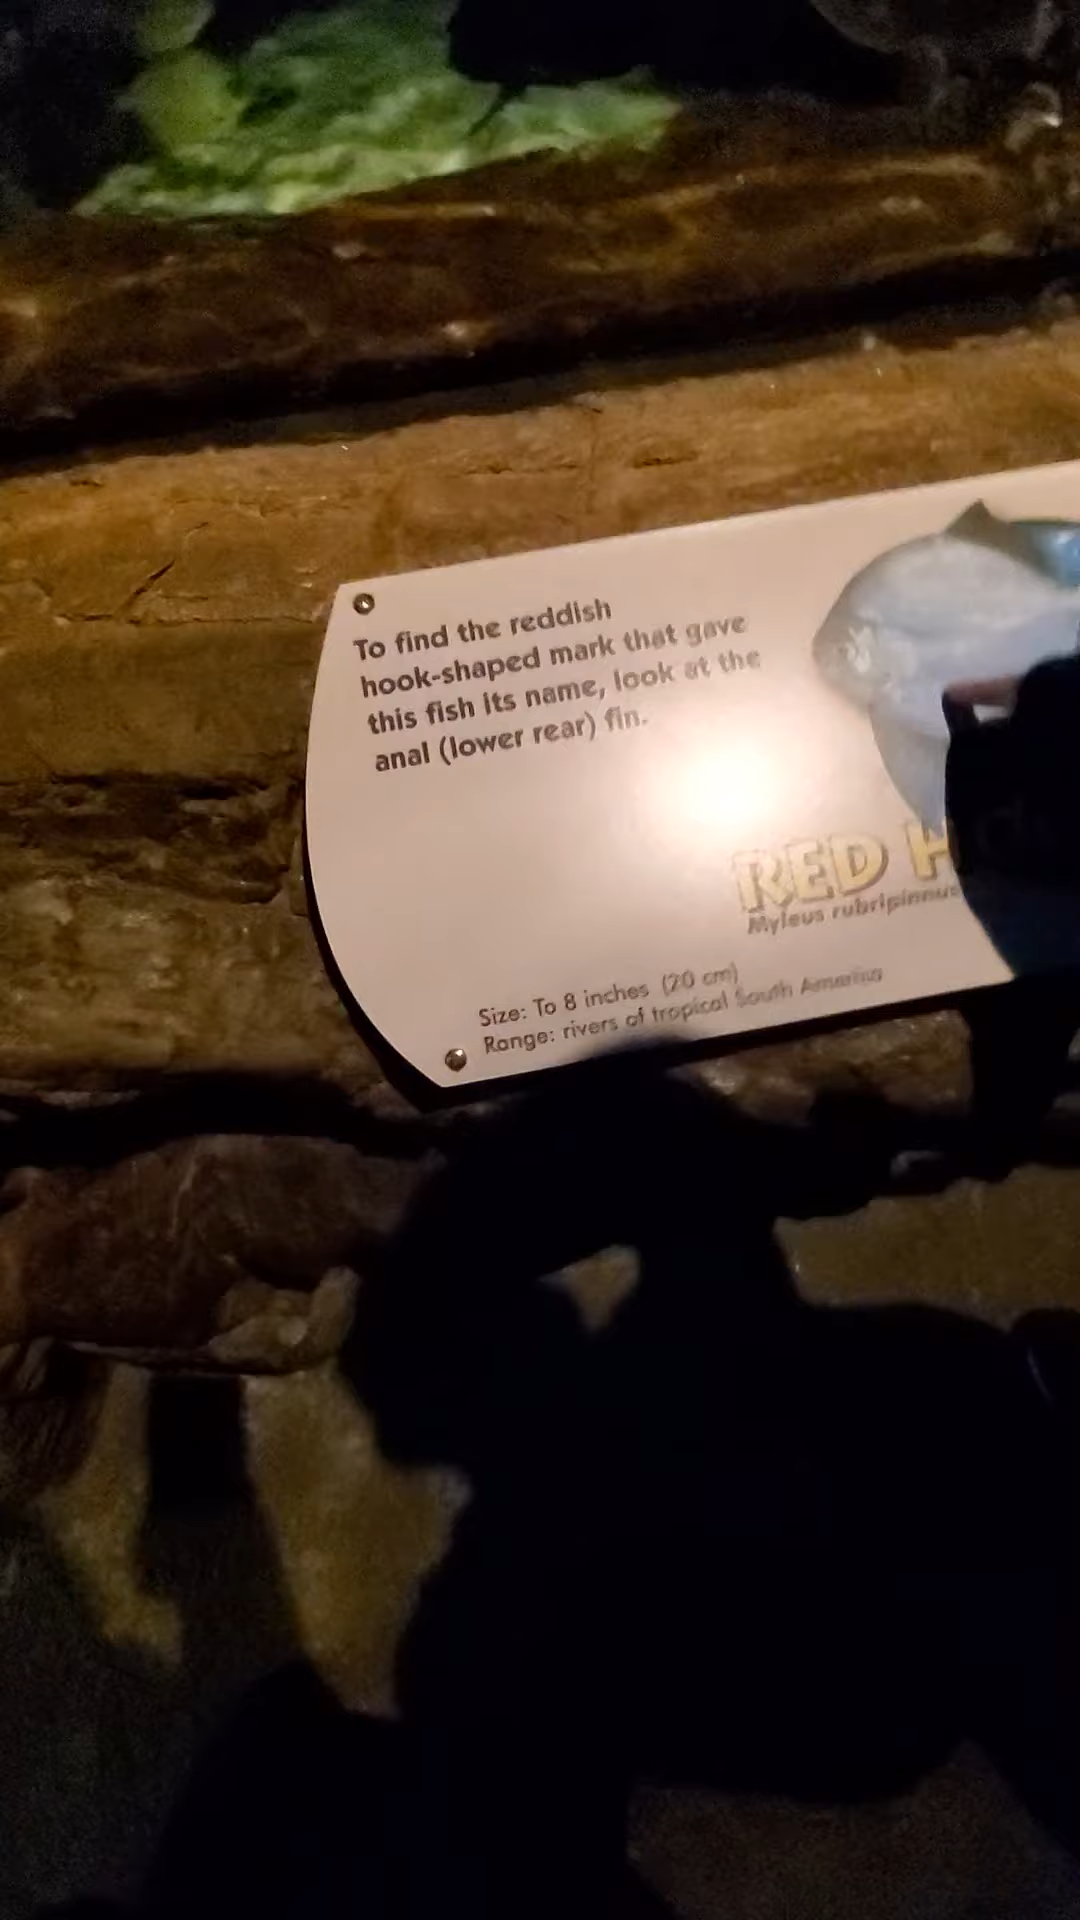 To find the reddish
hook-shaped mark that gave
this fish its name, look at the
anal (lower rear) fin.
RED H
Myleus rubripinnus
Size: To 8 inches (20 cm)
Range: rivers of tropical South America